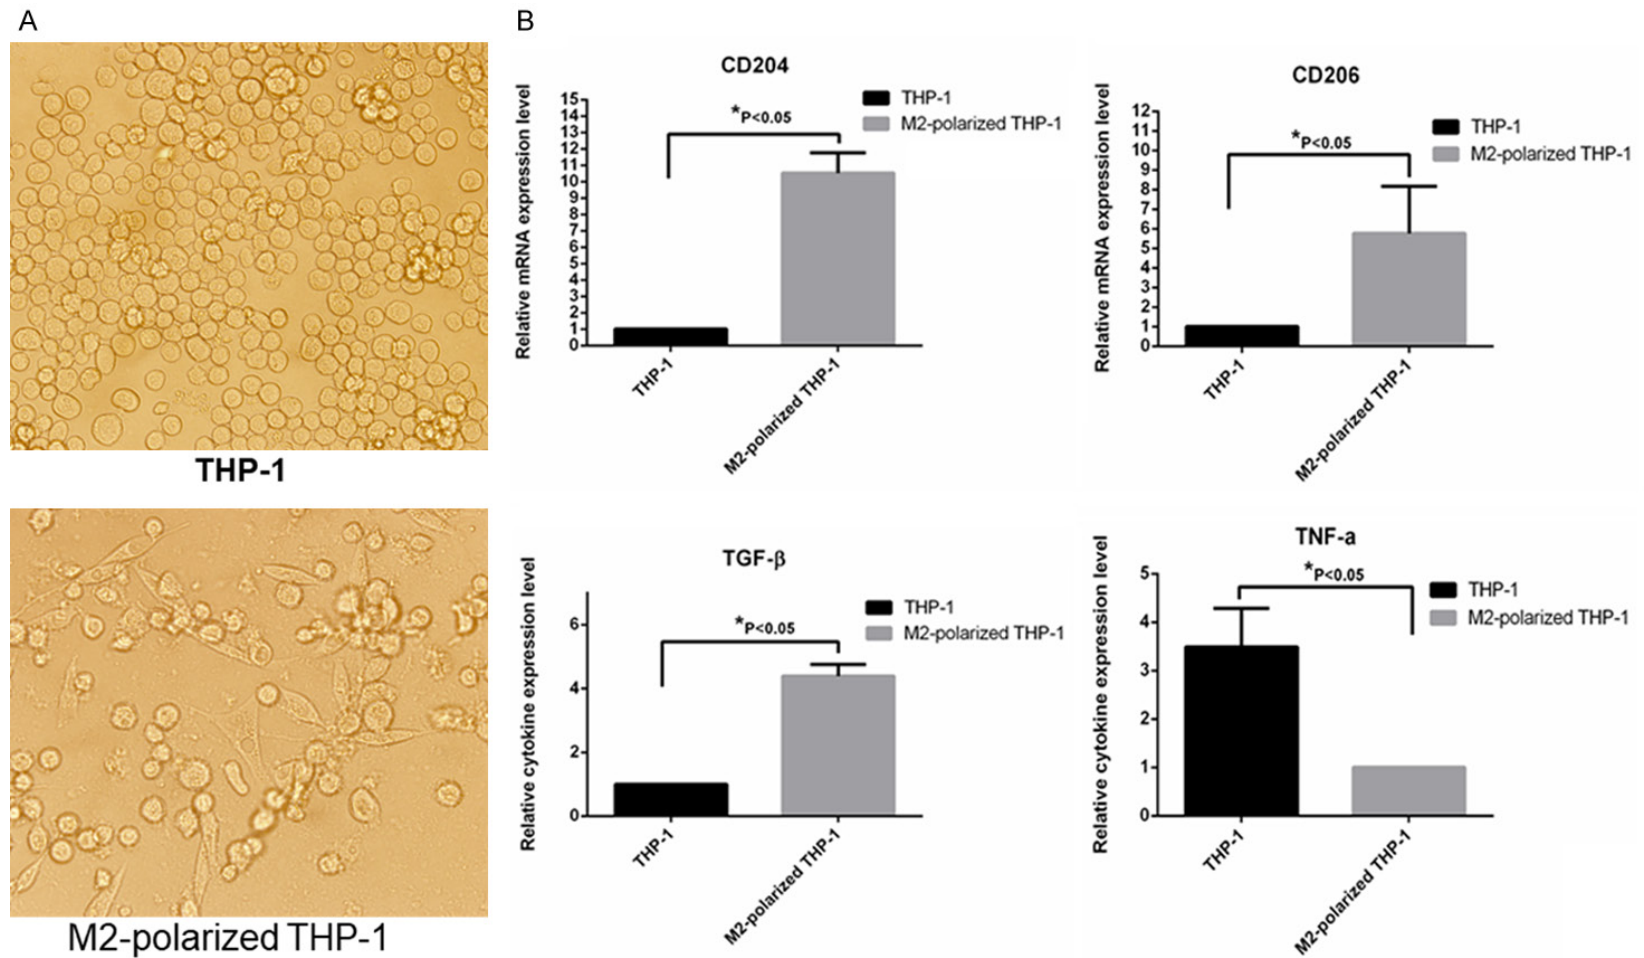 A
THP-1
M2-polarized THP-1
B
CD204
Relative mRNA expression level
15
14
13
12
11
10
9
8
7
6
5
4
3
2
1
0
*P<0.05
THP-1
M2-polarized THP-1
THP-1
M2-polarized THP-1
CD206
Relative mRNA expression level
12
11
10
9
8
7
6
5
4
3
2
1
0
*P<0.05
THP-1
M2-polarized THP-1
THP-1
M2-polarized THP-1
TGF-β
Relative cytokine expression level
6
4
2
0
*P<0.05
THP-1
M2-polarized THP-1
THP-1
M2-polarized THP-1
TNF-a
Relative cytokine expression level
5
4
3
2
1
0
*P<0.05
THP-1
M2-polarized THP-1
THP-1
M2-polarized THP-1